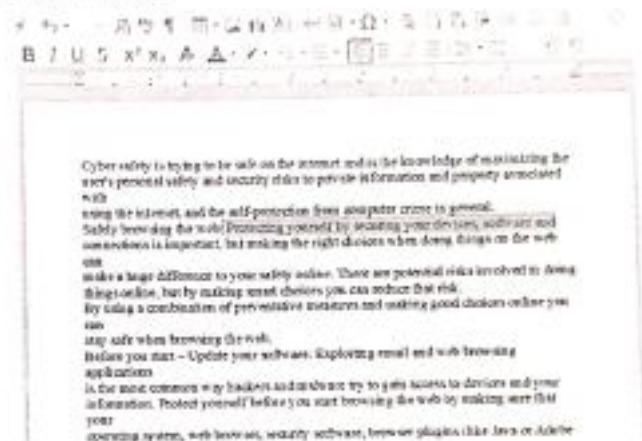 B I U S x² x₂ A A
Cyber safety is trying to be safe on the internet and is the knowledge of maximizing the
user's personal safety and security risks to private information and property associated
with
using the internet, and the self-protection from computer crime in general.
Safely browsing the web Protecting yourself by securing your devices, software and
connections is important, but making the right choices when doing things on the web
can
make a huge difference to your safety online. There are potential risks involved in doing
things online, but by making smart choices you can reduce that risk.
By using a combination of preventative measures and making good choices online you
can
stay safe when browsing the web.
Before you start – Update your software. Exploiting email and web browsing
applications
is the most common way hackers and malware try to gain access to devices and your
information. Protect yourself before you start browsing the web by making sure that
your
operating system, web browser, security software, browser plugins (like Java or Adobe